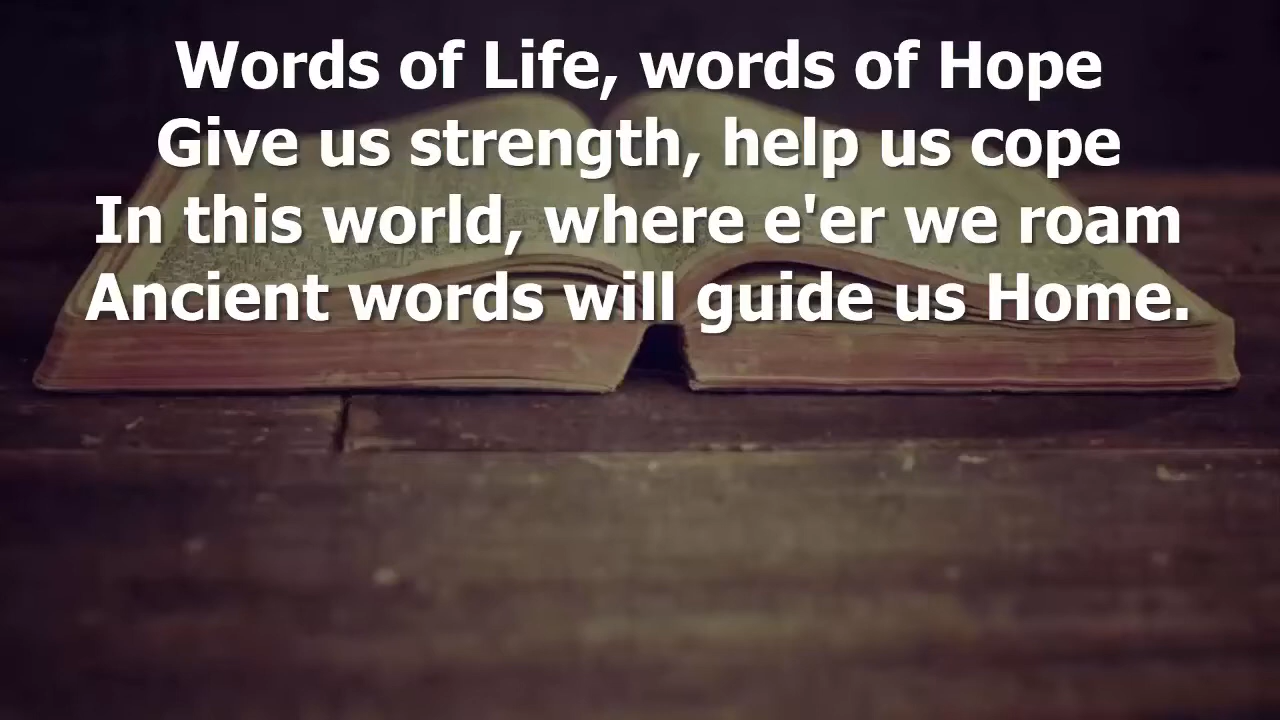 Words of Life, words of Hope
Give us strength, help us cope
In this world, where e'er we roam
Ancient words will guide us Home.